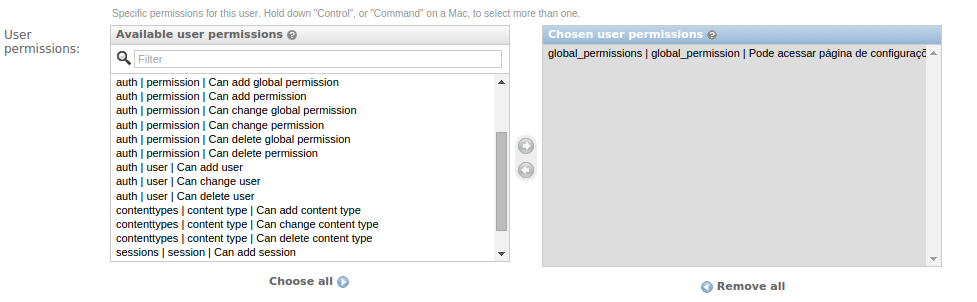 Specific permissions for this user. Hold down "Control", or "Command" on a Mac, to select more than one.
User permissions:
Available user permissions
Filter
auth | permission | Can add global permission
auth | permission | Can add permission
auth | permission | Can change global permission
auth | permission | Can change permission
auth | permission | Can delete global permission
auth | permission | Can delete permission
auth | user | Can add user
auth | user | Can change user
auth | user | Can delete user
contenttypes | content type | Can add content type
contenttypes | content type | Can change content type
contenttypes | content type | Can delete content type
sessions | session | Can add session
Choose all
Chosen user permissions
global_permissions | global_permission | Pode acessar página de configuraçõ
Remove all